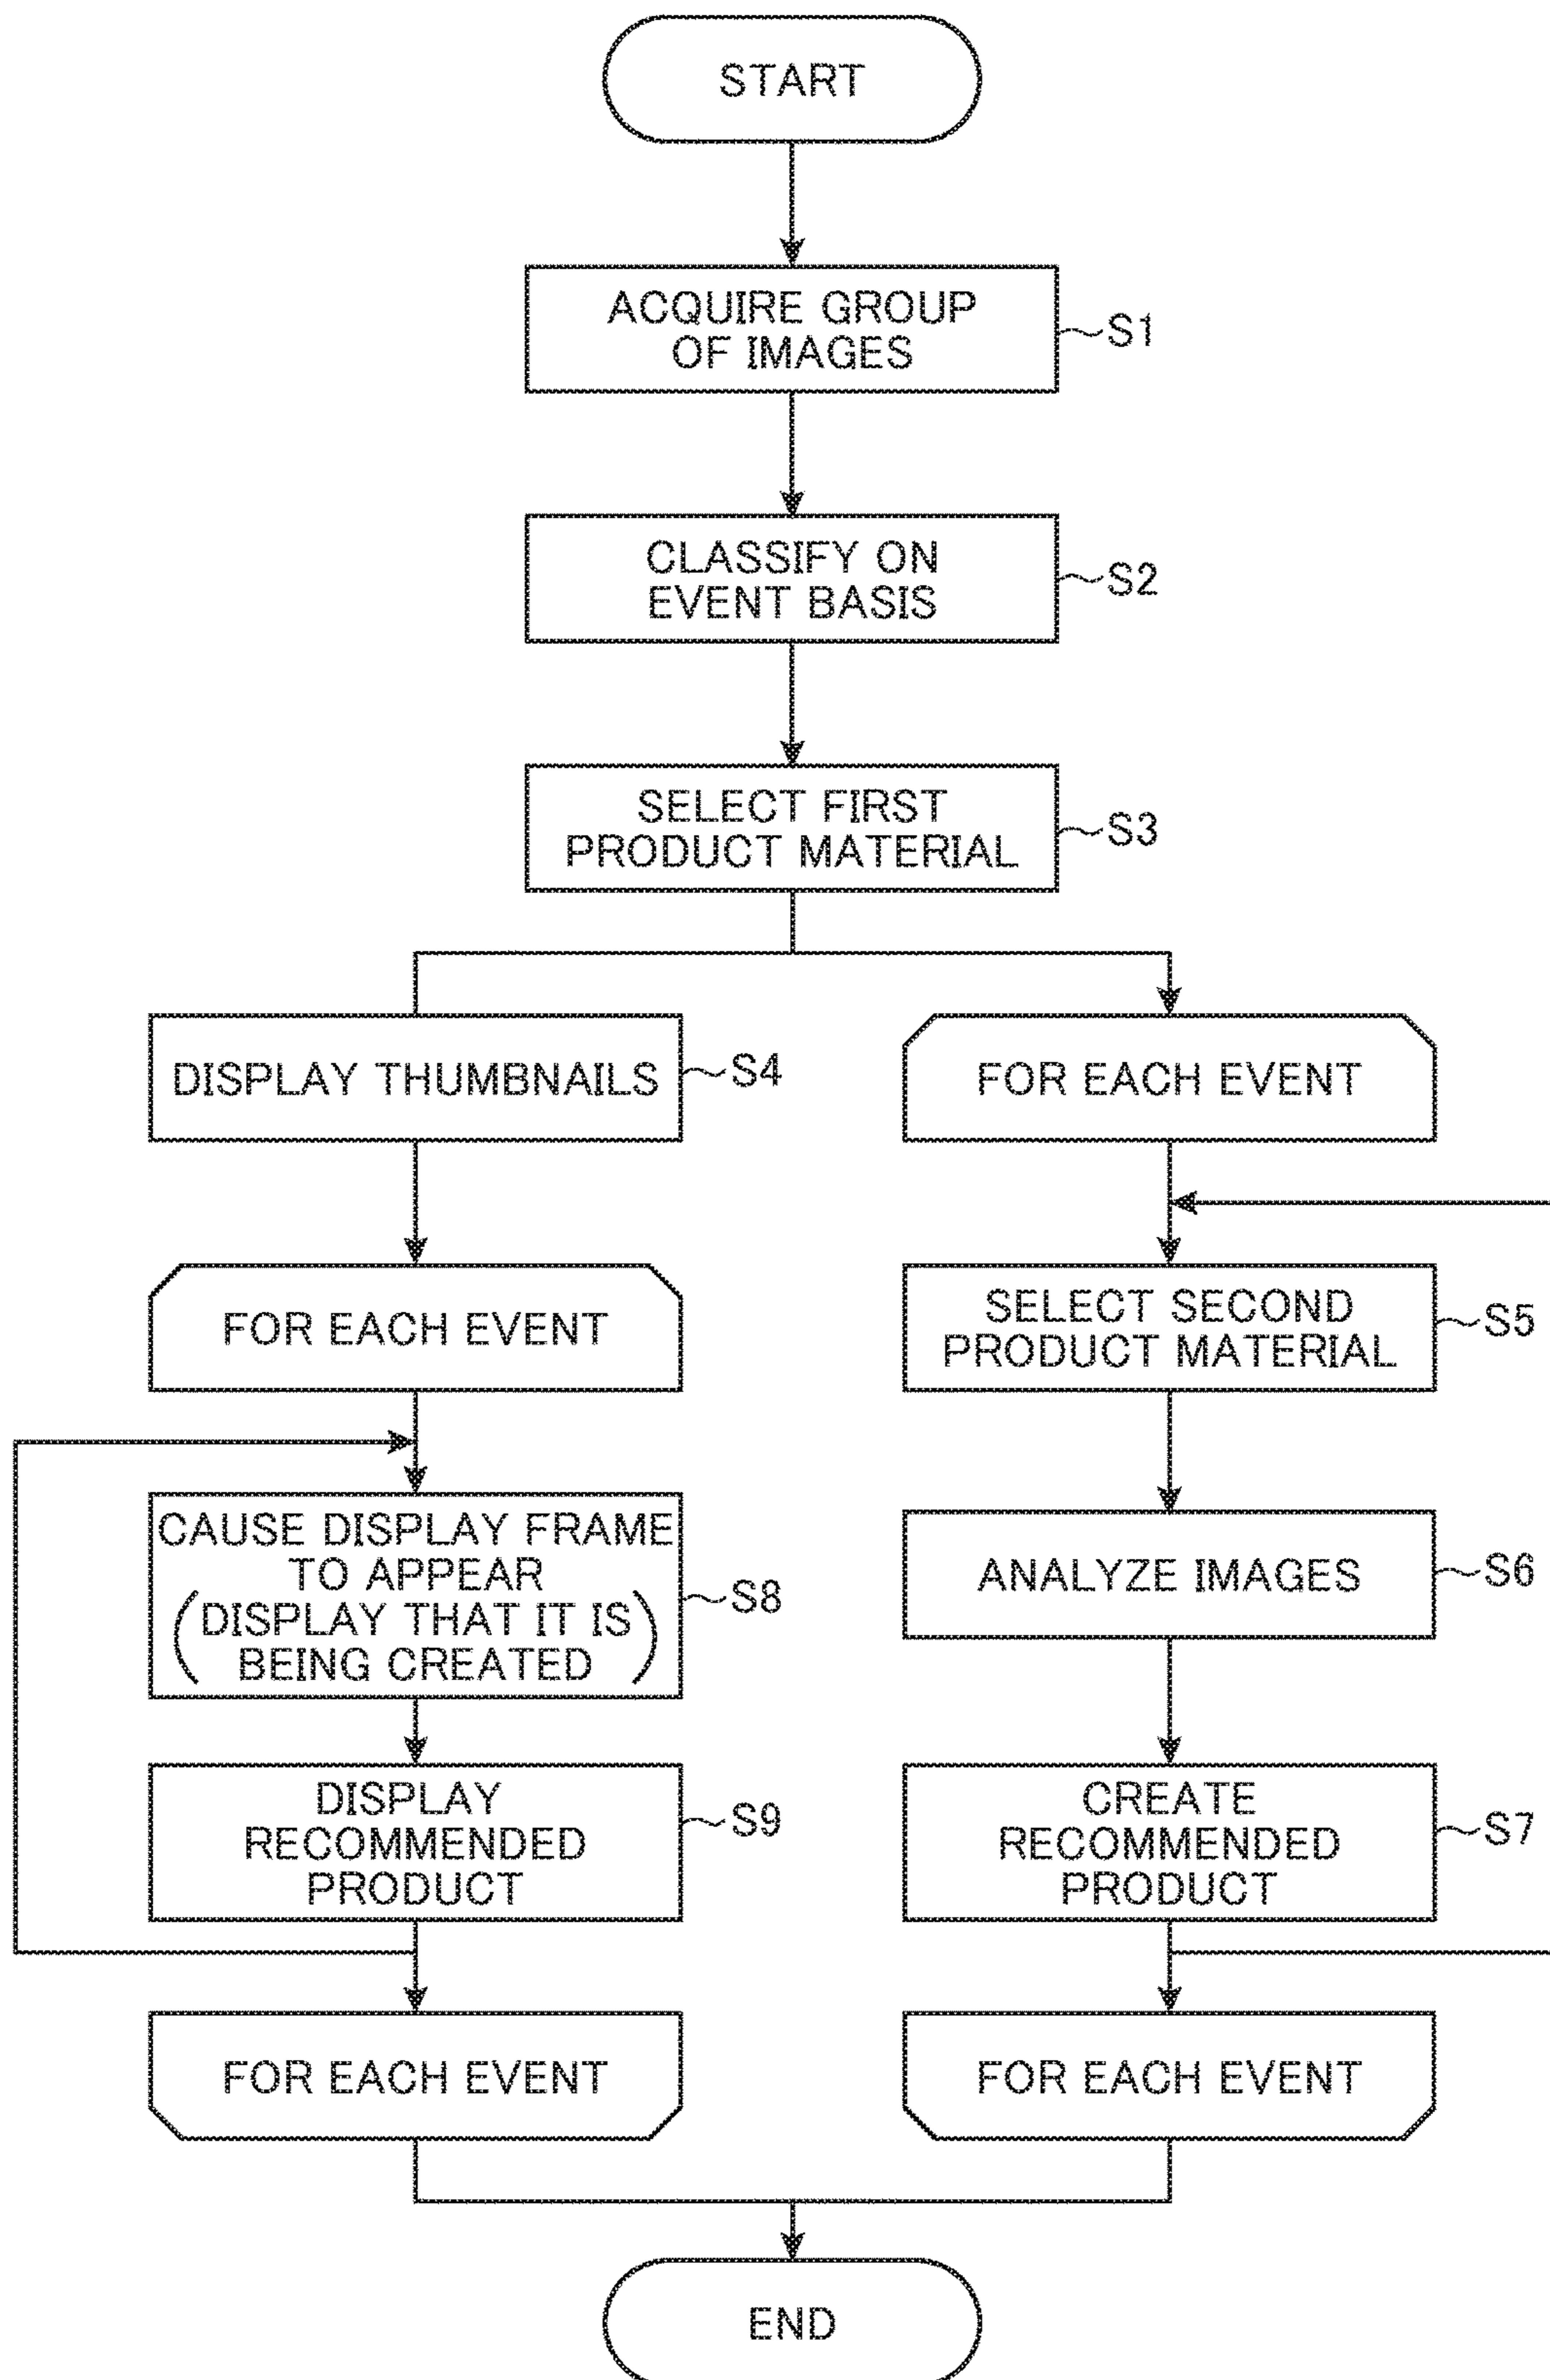 START
ACQUIRE GROUP
OF IMAGES
S1
CLASSIFY ON
EVENT BASIS
S2
SELECT FIRST
PRODUCT MATERIAL
S3
DISPLAY THUMBNAILS
S4
FOR EACH EVENT
CAUSE DISPLAY FRAME
TO APPEAR
(DISPLAY THAT IT IS
BEING CREATED)
S8
DISPLAY
RECOMMENDED
PRODUCT
S9
FOR EACH EVENT
FOR EACH EVENT
SELECT SECOND
PRODUCT MATERIAL
S5
ANALYZE IMAGES
S6
CREATE
RECOMMENDED
PRODUCT
S7
FOR EACH EVENT
END